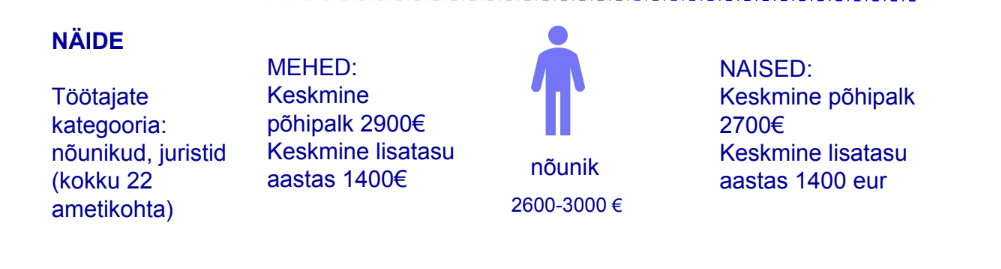 NÄIDE
Töötajate
kategooria:
nõunikud, juristid
(kokku 22
ametikohta)
MEHED:
Keskmine
põhipalk 2900€
Keskmine lisatasu
aastas 1400€
nõunik
2600-3000 €
NAISED:
Keskmine põhipalk
2700€
Keskmine lisatasu
aastas 1400 eur